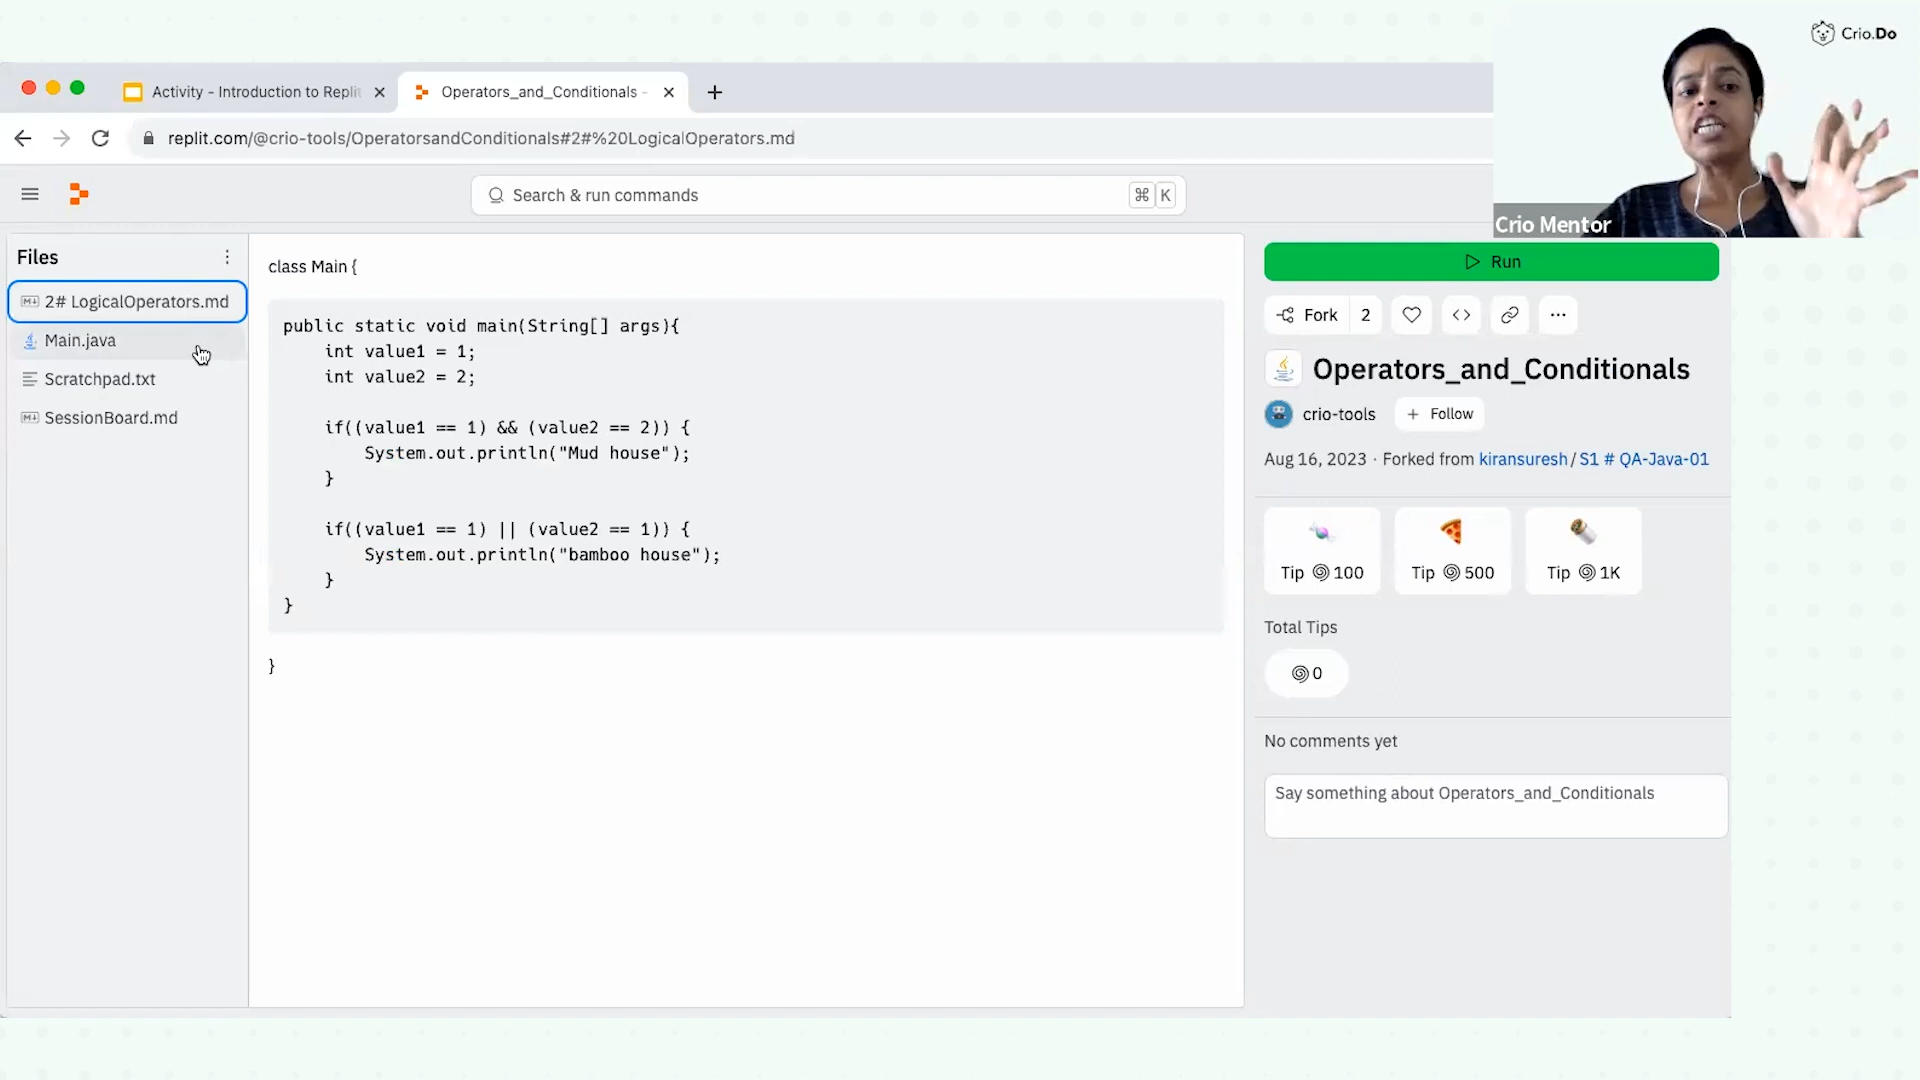 Crio.Do
Activity - Introduction to Repli
Operators_and_Conditionals -
replit.com/@crio-tools/OperatorsandConditionals#2#%20LogicalOperators.md
Search & run commands
⌘ K
Crio Mentor
Files
2# LogicalOperators.md
Main.java
Scratchpad.txt
SessionBoard.md
class Main {
public static void main(String[] args){
int value1 = 1;
int value2 = 2;
if((value1 == 1) && (value2 == 2)) {
System.out.println("Mud house");
}
if((value1 == 1) || (value2 == 1)) {
System.out.println("bamboo house");
}
}
}
Run
Fork 2
Operators_and_Conditionals
crio-tools + Follow
Aug 16, 2023 · Forked from kiransuresh/S1 # QA-Java-01
Tip 100
Tip 500
Tip 1K
Total Tips
0
No comments yet
Say something about Operators_and_Conditionals